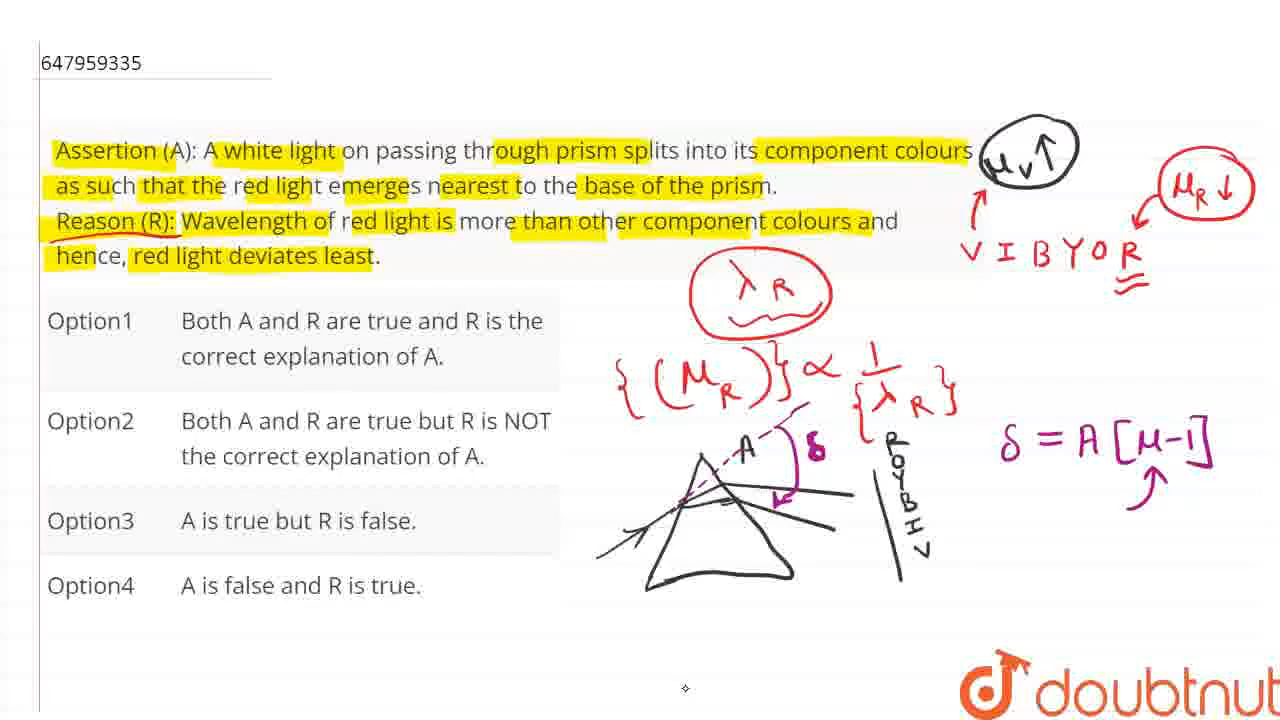 647959335
Assertion (A): A white light on passing through prism splits into its component colours
as such that the red light emerges nearest to the base of the prism.
Reason (R): Wavelength of red light is more than other component colours and
hence, red light deviates least.
Option1 Both A and R are true and R is the
correct explanation of A.
Option2 Both A and R are true but R is NOT
the correct explanation of A.
Option3 A is true but R is false.
Option4 A is false and R is true.
μV↑
μR↓
V I B Y O R
λR
{(μR)} ∝ 1/{λR}
A
δ
R
O
Y
B
I
V
δ = A [μ-1]
doubtnut